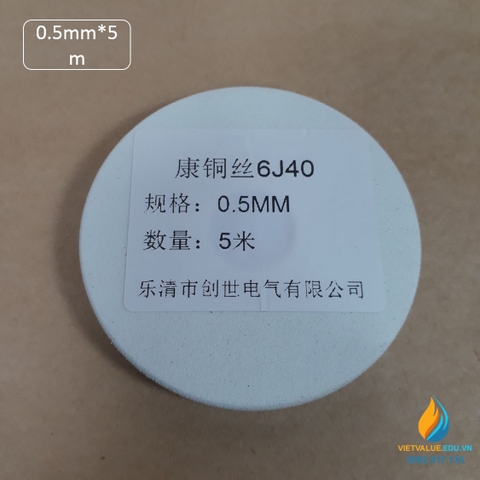 0.5mm*5
m
康铜丝6J40
规格：0.5MM
数量：5米
乐清市创世电气有限公司
VIETVALUE.EDU.VN